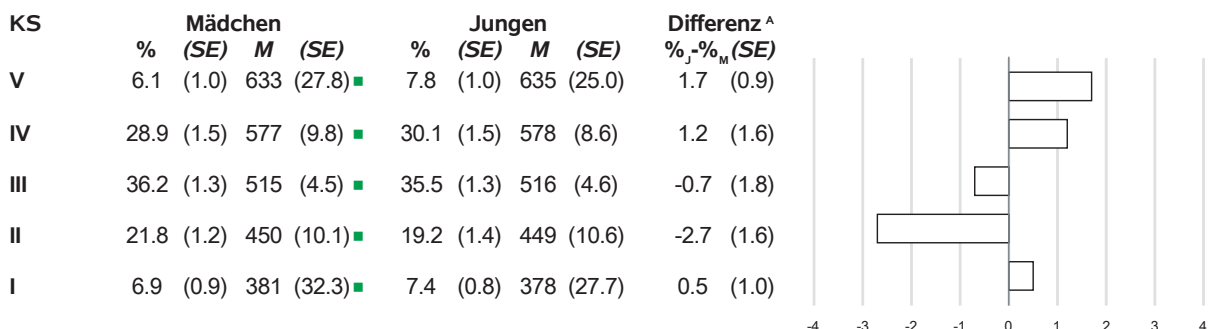 KS Mädchen Jungen Differenz A
% (SE) M (SE) % (SE) M (SE) %J-%M(SE)
V 6.1 (1.0) 633 (27.8) 7.8 (1.0) 635 (25.0) 1.7 (0.9)
IV 28.9 (1.5) 577 (9.8) 30.1 (1.5) 578 (8.6) 1.2 (1.6)
III 36.2 (1.3) 515 (4.5) 35.5 (1.3) 516 (4.6) -0.7 (1.8)
II 21.8 (1.2) 450 (10.1) 19.2 (1.4) 449 (10.6) -2.7 (1.6)
I 6.9 (0.9) 381 (32.3) 7.4 (0.8) 378 (27.7) 0.5 (1.0)
-4 -3 -2 -1 0 1 2 3 4